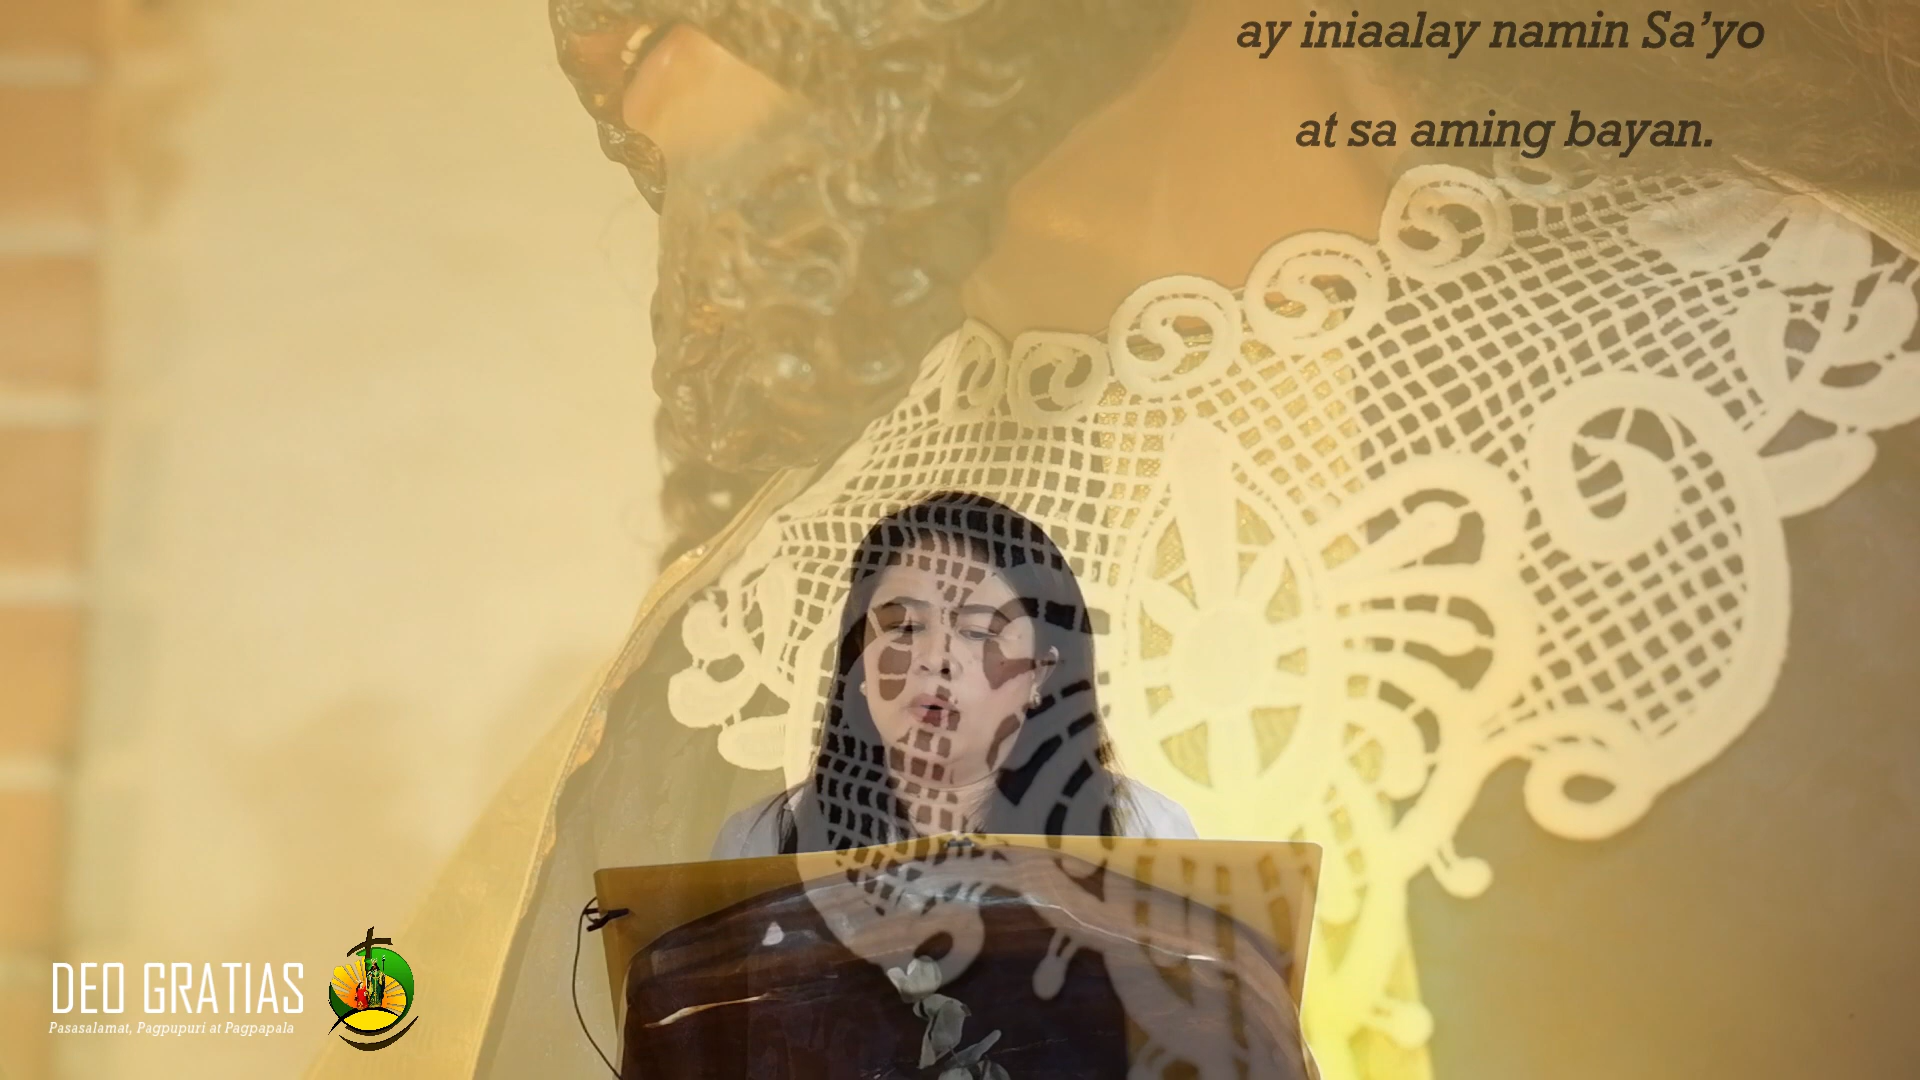 ay iniaalay namin Sa’yo
at sa aming bayan.
DEO GRATIAS
Pasasalamat, Pagpupuri at Pagpapala